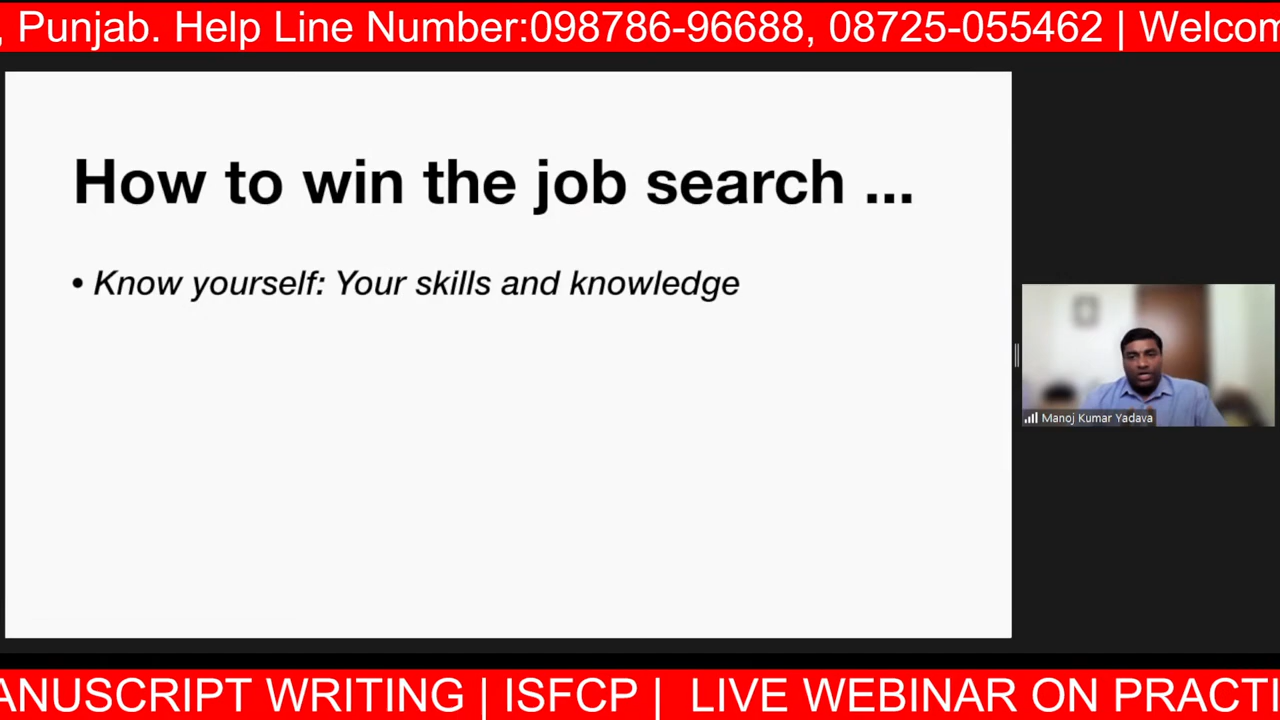 , Punjab. Help Line Number:098786-96688, 08725-055462 | Welcom
How to win the job search ...
• Know yourself: Your skills and knowledge
Manoj Kumar Yadava
ANUSCRIPT WRITING | ISFCP | LIVE WEBINAR ON PRACTI